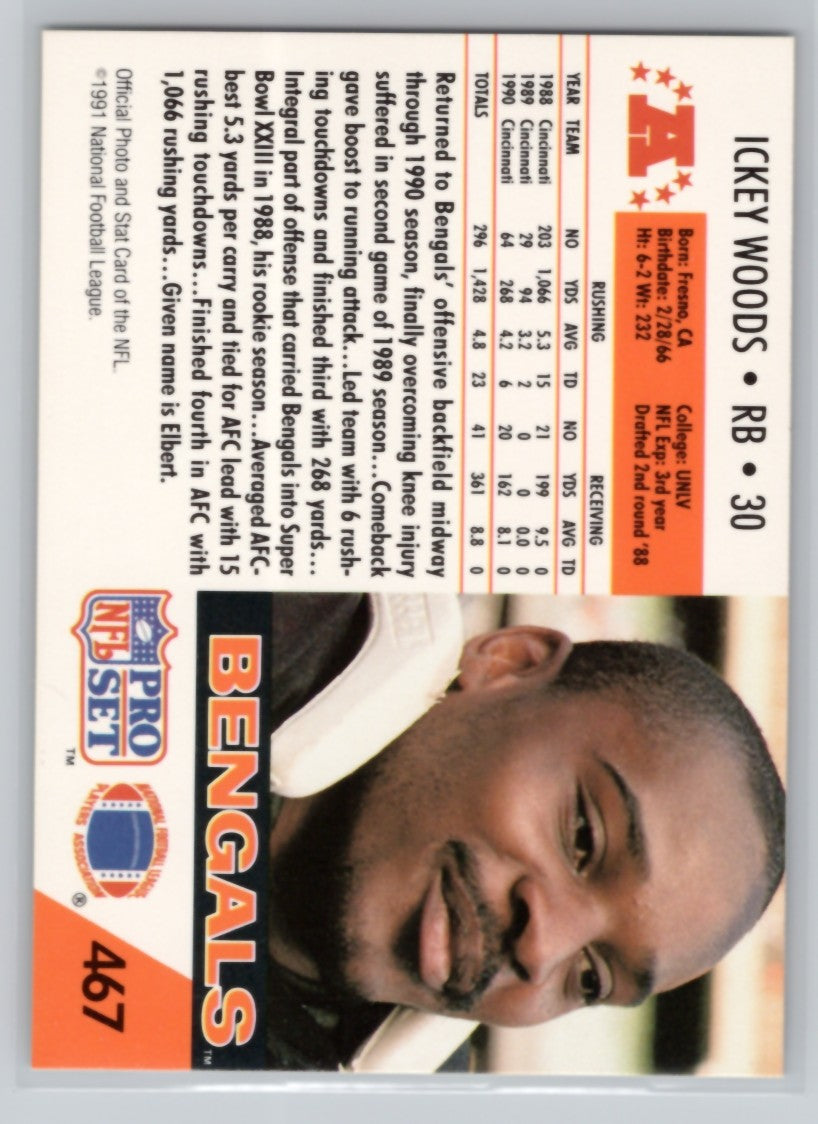 ICKEY WOODS • RB • 30
A
Born: Fresno, CA College: UNLV
Birthdate: 2/28/66 NFL Exp: 3rd year
Ht: 6-2 Wt: 232 Drafted 2nd round '88
RUSHING RECEIVING
YEAR TEAM NO YDS AVG TD NO YDS AVG TD
1988 Cincinnati 203 1,066 5.3 15 21 199 9.5 0
1989 Cincinnati 29 94 3.2 2 0 0 0.0 0
1990 Cincinnati 64 268 4.2 6 20 162 8.1 0
TOTALS 296 1,428 4.8 23 41 361 8.8 0
Returned to Bengals' offensive backfield midway
through 1990 season, finally overcoming knee injury
suffered in second game of 1989 season...Comeback
gave boost to running attack...Led team with 6 rush-
ing touchdowns and finished third with 268 yards...
Integral part of offense that carried Bengals into Super
Bowl XXIII in 1988, his rookie season...Averaged AFC-
best 5.3 yards per carry and tied for AFC lead with 15
rushing touchdowns...Finished fourth in AFC with
1,066 rushing yards...Given name is Elbert.
Official Photo and Stat Card of the NFL.
©1991 National Football League.
BENGALS™
PRO
NFL SET™
NATIONAL FOOTBALL LEAGUE
PLAYERS ASSOCIATION ®
467